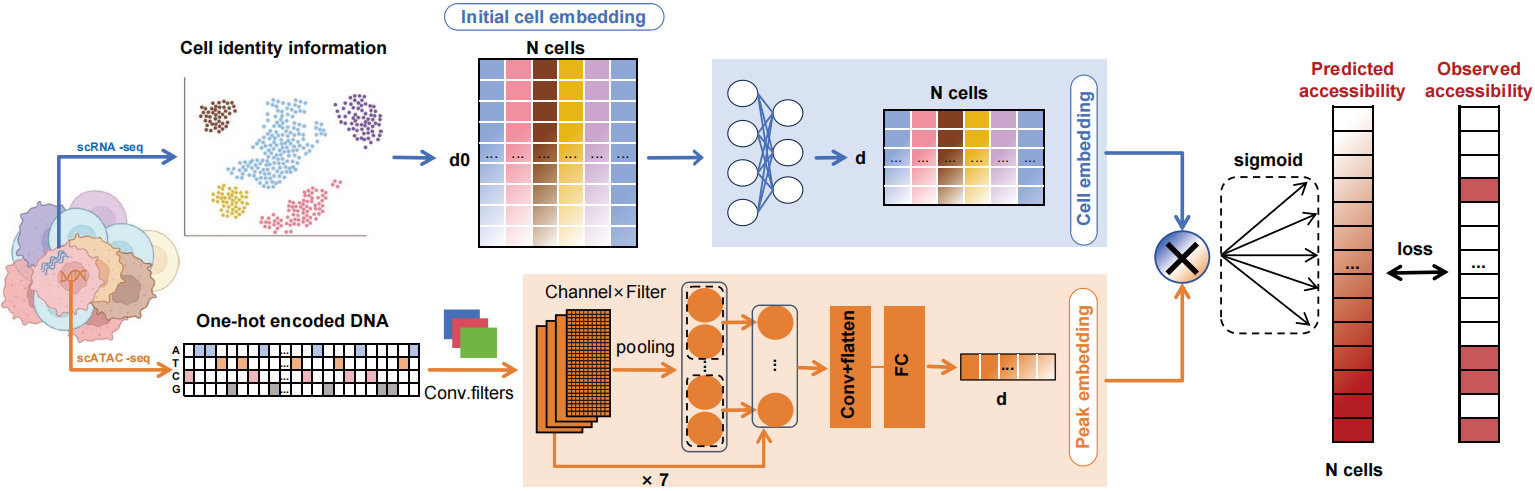 Initial cell embedding
Cell identity information
N cells
scRNA -seq
d0
... ... ... ... ... ...
N cells
d
... ... ... ... ... ...
Cell embedding
Predicted
accessibility
Observed
accessibility
sigmoid
...
loss
...
N cells
One-hot encoded DNA
scATAC -seq
A
T
C
G
...
...
...
...
Conv.filters
Channel×Filter
pooling
...
...
× 7
Conv+flatten
FC
...
d
Peak embedding